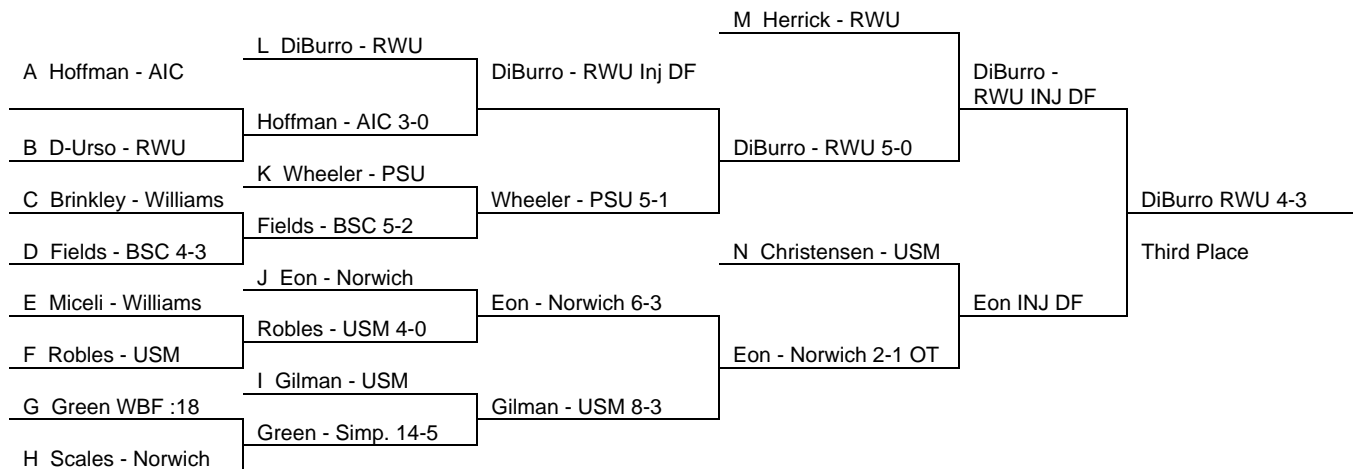 M Herrick - RWU
L DiBurro - RWU
A Hoffman - AIC
DiBurro - RWU Inj DF
DiBurro -
RWU INJ DF
Hoffman - AIC 3-0
B D-Urso - RWU
DiBurro - RWU 5-0
K Wheeler - PSU
C Brinkley - Williams
Wheeler - PSU 5-1
DiBurro RWU 4-3
Fields - BSC 5-2
D Fields - BSC 4-3
N Christensen - USM
Third Place
J Eon - Norwich
E Miceli - Williams
Eon - Norwich 6-3
Eon INJ DF
Robles - USM 4-0
F Robles - USM
Eon - Norwich 2-1 OT
I Gilman - USM
G Green WBF :18
Gilman - USM 8-3
Green - Simp. 14-5
H Scales - Norwich